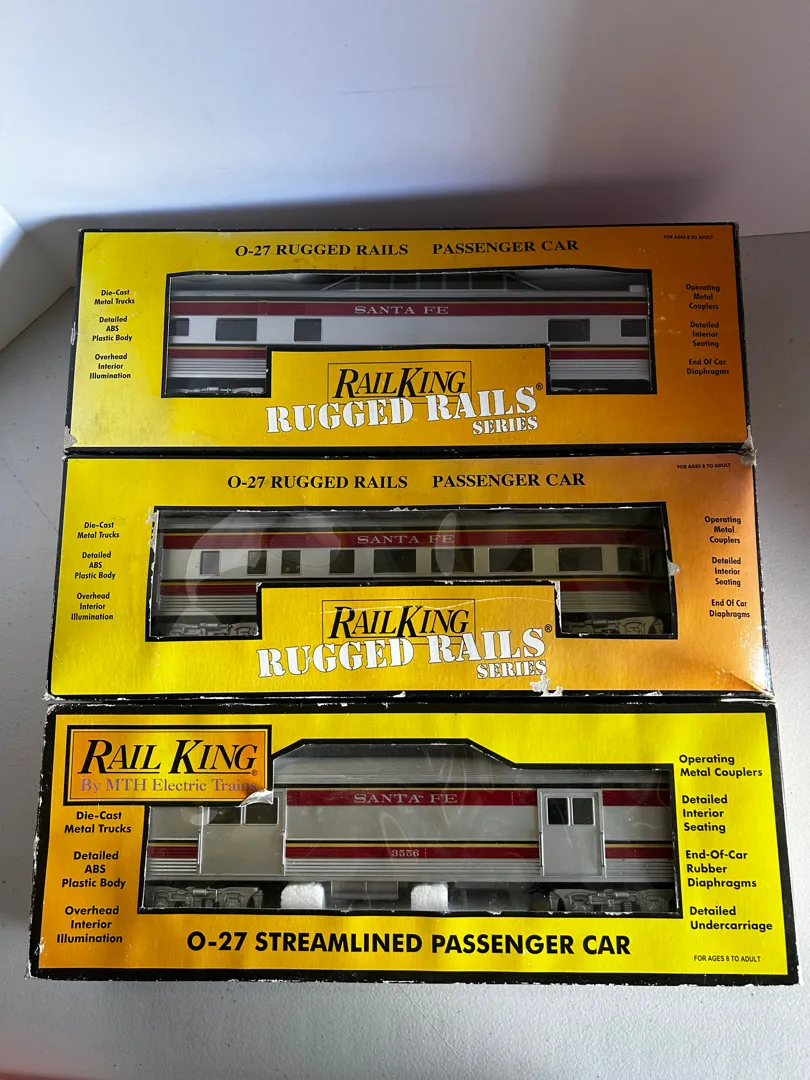 O-27 RUGGED RAILS PASSENGER CAR
FOR AGES 8 TO ADULT
Die-Cast
Metal Trucks
Detailed
ABS
Plastic Body
Overhead
Interior
Illumination
SANTA FE
RAILKING
RUGGED RAILS®
SERIES
Operating
Metal
Couplers
Detailed
Interior
Seating
End Of Car
Diaphragms
O-27 RUGGED RAILS PASSENGER CAR
FOR AGES 8 TO ADULT
Die-Cast
Metal Trucks
Detailed
ABS
Plastic Body
Overhead
Interior
Illumination
SANTA FE
RAILKING
RUGGED RAILS®
SERIES
Operating
Metal
Couplers
Detailed
Interior
Seating
End Of Car
Diaphragms
RAIL KING®
By MTH Electric Trains
Die-Cast
Metal Trucks
Detailed
ABS
Plastic Body
Overhead
Interior
Illumination
SANTA FE
3556
Operating
Metal Couplers
Detailed
Interior
Seating
End-Of-Car
Rubber
Diaphragms
Detailed
Undercarriage
O-27 STREAMLINED PASSENGER CAR
FOR AGES 8 TO ADULT